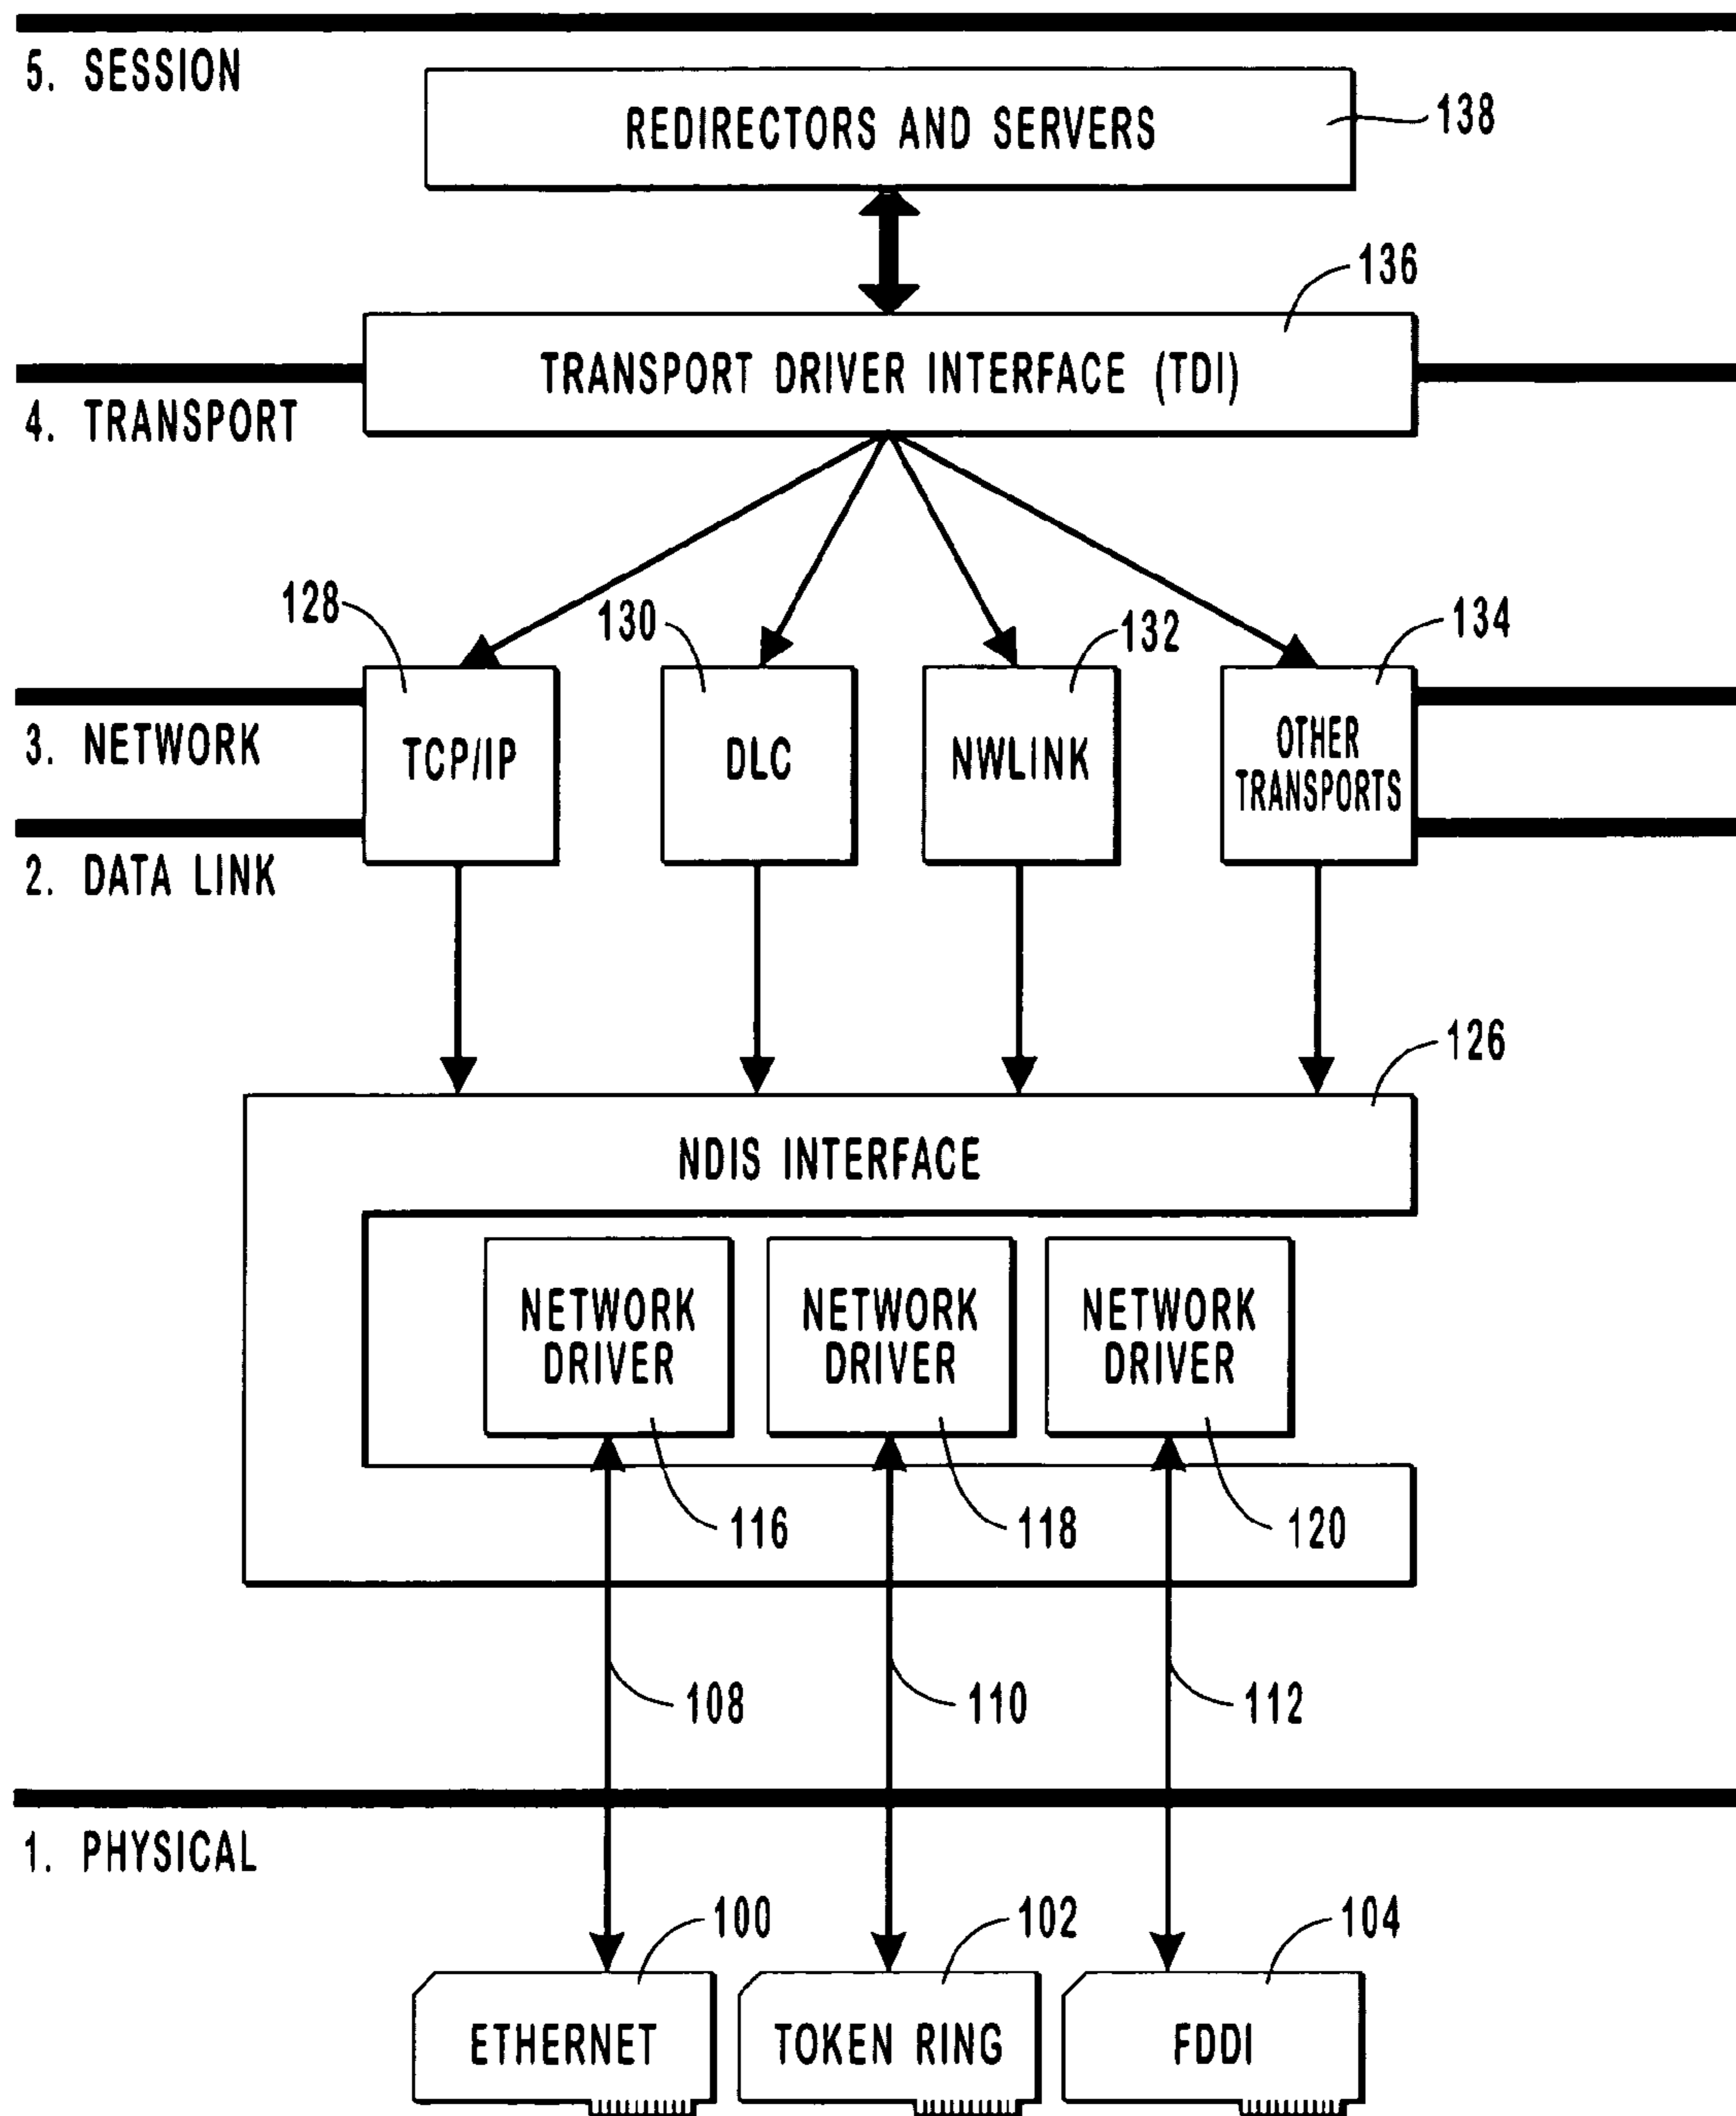 5. SESSION
REDIRECTORS AND SERVERS
138
136
TRANSPORT DRIVER INTERFACE (TDI)
4. TRANSPORT
128
130
132
134
3. NETWORK
TCP/IP
DLC
NWLINK
OTHER
TRANSPORTS
2. DATA LINK
126
NDIS INTERFACE
NETWORK
DRIVER
NETWORK
DRIVER
NETWORK
DRIVER
116
118
120
108
110
112
1. PHYSICAL
100
102
104
ETHERNET
TOKEN RING
FDDI